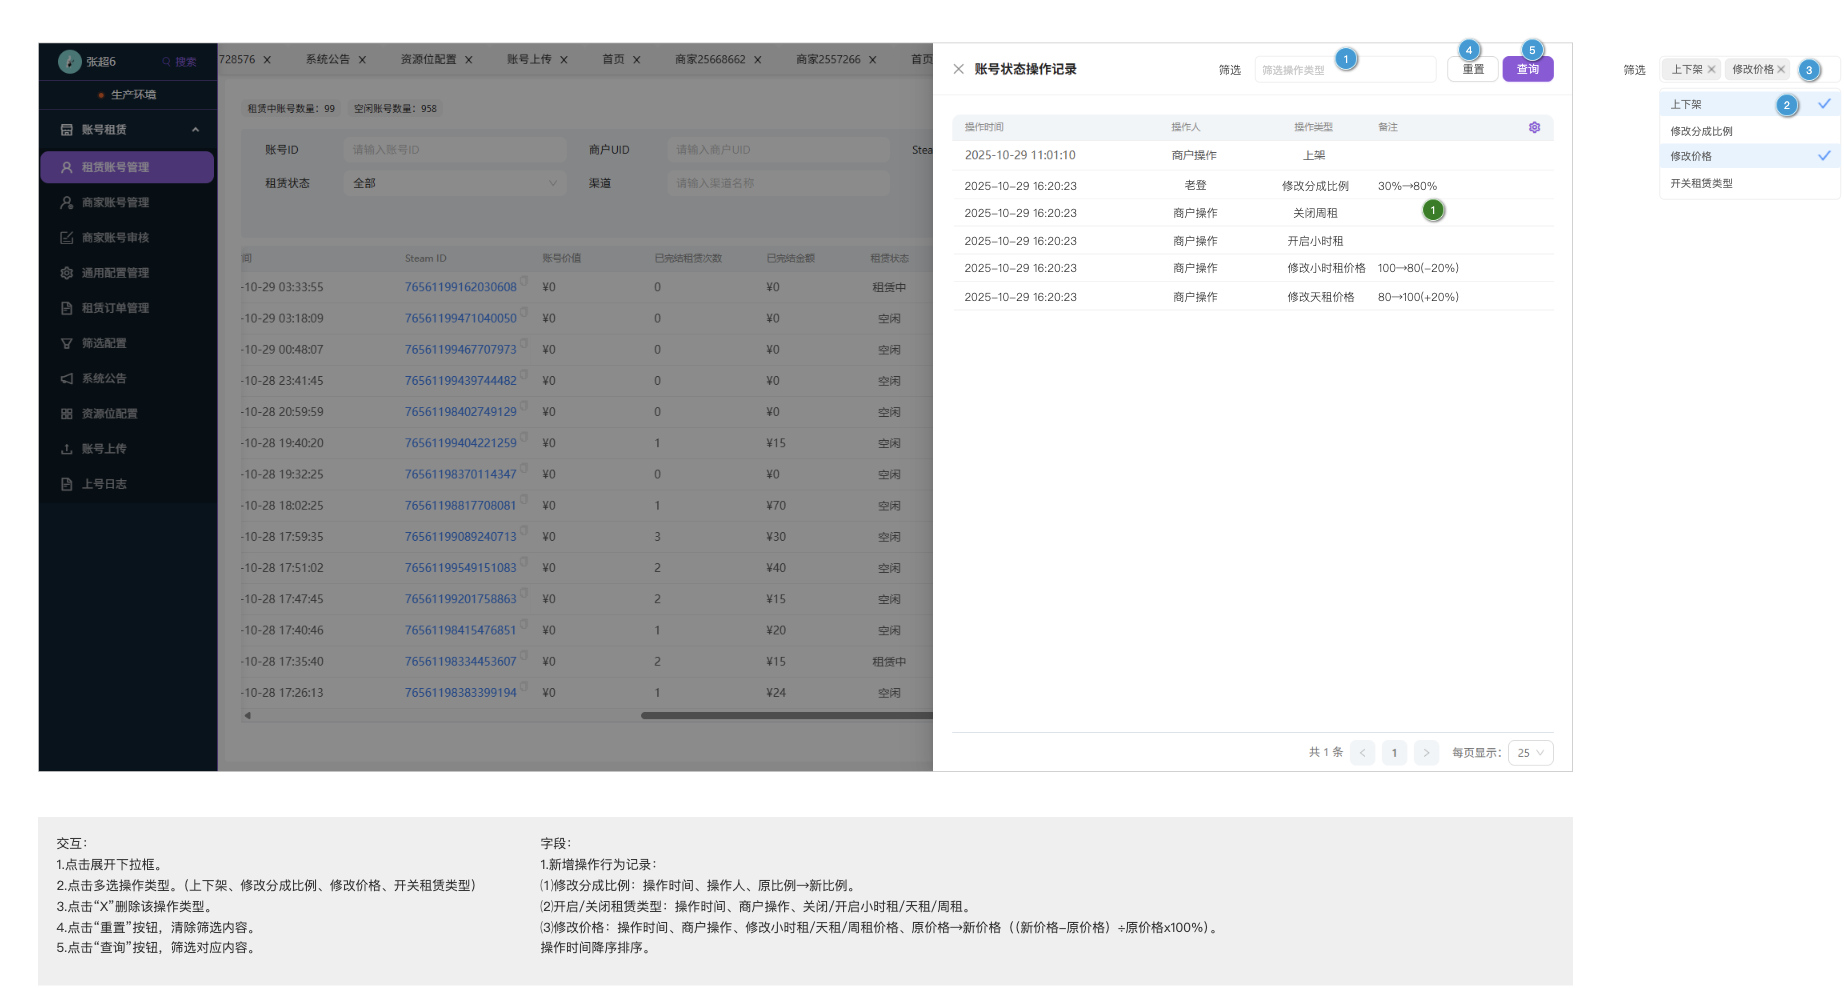 张超6
搜索
生产环境
账号租赁
租赁账号管理
商家账号管理
商家账号审核
通用配置管理
租赁订单管理
筛选配置
系统公告
资源位配置
账号上传
上号日志
728576 ×
系统公告 ×
资源位配置 ×
账号上传 ×
首页 ×
商家25668662 ×
商家2557266 ×
首页
租赁中账号数量：99
空闲账号数量：958
账号ID
请输入账号ID
商户UID
请输入商户UID
Stea
租赁状态
全部
渠道
请输入渠道名称
间 Steam ID 账号价值 已完结租赁次数 已完结金额 租赁状态
-10-29 03:33:55 76561199162030608 ¥0 0 ¥0 租赁中
-10-29 03:18:09 76561199471040050 ¥0 0 ¥0 空闲
-10-29 00:48:07 76561199467707973 ¥0 0 ¥0 空闲
-10-28 23:41:45 76561199439744482 ¥0 0 ¥0 空闲
-10-28 20:59:59 76561198402749129 ¥0 0 ¥0 空闲
-10-28 19:40:20 76561199404221259 ¥0 1 ¥15 空闲
-10-28 19:32:25 76561198370114347 ¥0 0 ¥0 空闲
-10-28 18:02:25 76561198817708081 ¥0 1 ¥70 空闲
-10-28 17:59:35 76561199089240713 ¥0 3 ¥30 空闲
-10-28 17:51:02 76561199549151083 ¥0 2 ¥40 空闲
-10-28 17:47:45 76561199201758863 ¥0 2 ¥15 空闲
-10-28 17:40:46 76561198415476851 ¥0 1 ¥20 空闲
-10-28 17:35:40 76561198334453607 ¥0 2 ¥15 租赁中
-10-28 17:26:13 76561198383399194 ¥0 1 ¥24 空闲
× 账号状态操作记录
筛选
筛选操作类型
1
4
重置
5
查询
操作时间 操作人 操作类型 备注
2025-10-29 11:01:10 商户操作 上架
2025-10-29 16:20:23 老登 修改分成比例 30%→80%
2025-10-29 16:20:23 商户操作 关闭周租 1
2025-10-29 16:20:23 商户操作 开启小时租
2025-10-29 16:20:23 商户操作 修改小时租价格 100→80(-20%)
2025-10-29 16:20:23 商户操作 修改天租价格 80→100(+20%)
共 1 条 < 1 > 每页显示： 25
筛选
上下架 × 修改价格 × 3
上下架 2
修改分成比例
修改价格
开关租赁类型
交互：
1.点击展开下拉框。
2.点击多选操作类型。（上下架、修改分成比例、修改价格、开关租赁类型）
3.点击“X”删除该操作类型。
4.点击“重置”按钮，清除筛选内容。
5.点击“查询”按钮，筛选对应内容。
字段：
1.新增操作行为记录：
(1)修改分成比例：操作时间、操作人、原比例→新比例。
(2)开启/关闭租赁类型：操作时间、商户操作、关闭/开启小时租/天租/周租。
(3)修改价格：操作时间、商户操作、修改小时租/天租/周租价格、原价格→新价格（（新价格-原价格）÷原价格x100%）。
操作时间降序排序。